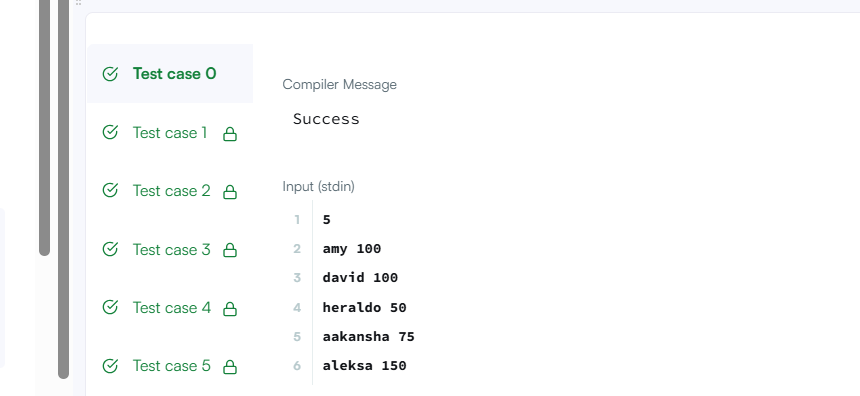 Test case 0
Test case 1
Test case 2
Test case 3
Test case 4
Test case 5
Compiler Message
Success
Input (stdin)
1 5
2 amy 100
3 david 100
4 heraldo 50
5 aakansha 75
6 aleksa 150